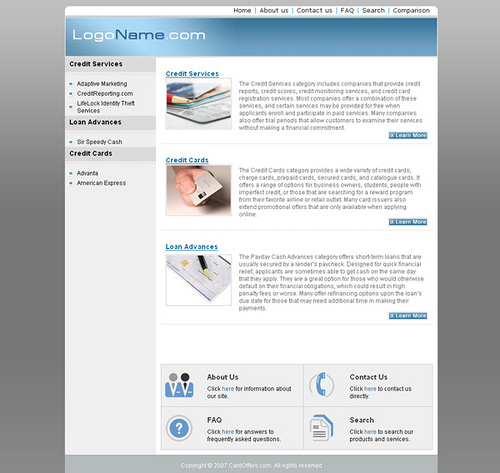 Home | About us | Contact us | FAQ | Search | Comparison
LogoName.com
Credit Services
Adaptive Marketing
CreditReporting.com
LifeLock Identity Theft
Services
Loan Advances
Sir Speedy Cash
Credit Cards
Advanta
American Express
Credit Services
The Credit Services category includes companies that provide credit
reports, credit scores, credit monitoring services, and credit card
registration services. Most companies offer a combination of these
services, and certain services may be provided for free when
applicants enroll and participate in paid services. Many companies
also offer trial periods that allow customers to examine their services
without making a financial commitment.
Learn More
Credit Cards
The Credit Cards category provides a wide variety of credit cards,
charge cards, prepaid cards, secured cards, and catalogue cards. It
offers a range of options for business owners, students, people with
imperfect credit, or those that are searching for a reward program
from their favorite airline or retail outlet. Many card issuers also
extend promotional offers that are only available when applying
online.
Learn More
Loan Advances
The Payday Cash Advances category offers short-term loans that are
usually secured by a lender's paycheck. Designed for quick financial
relief, applicants are sometimes able to get cash on the same day
that they apply. They are a great option for those who would otherwise
default on their financial obligations, which could result in high
penalty fees or worse. Many offer refinancing options upon the loan's
due date for those that may need additional time in making their
payments.
Learn More
About Us
Click here for information about
our site.
Contact Us
Click here to contact us
directly.
FAQ
Click here for answers to
frequently asked questions.
Search
Click here to search our
products and services.
Copyright © 2007 CardOffers.com. All rights reserved